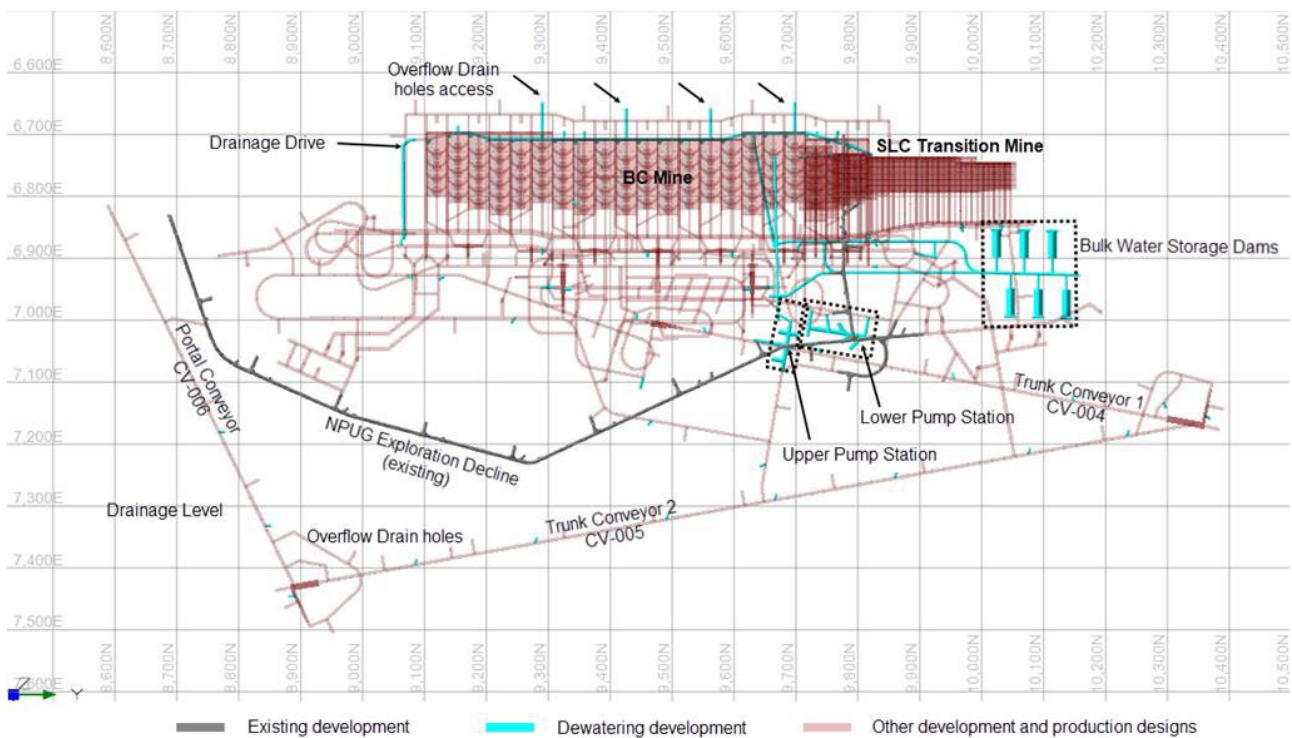 8,600N
8,700N
8,800N
8,900N
9,000N
9,100N
9,200N
9,300N
9,400N
9,500N
9,600N
9,700N
9,800N
9,900N
10,000N
10,100N
10,200N
10,300N
10,400N
10,500N
6,600E
Overflow Drain
holes access
6,700E
Drainage Drive
SLC Transition Mine
BC Mine
6,800E
6,900E
Bulk Water Storage Dams
7,000E
Portal Conveyor
CV-006
7,100E
Trunk Conveyor 1
CV-004
Lower Pump Station
NPUG Exploration Decline
(existing)
7,200E
Upper Pump Station
7,300E
Drainage Level
Overflow Drain holes
Trunk Conveyor 2
CV-005
7,400E
7,500E
7,600E
Z
Y
8,600N
8,700N
8,800N
8,900N
9,000N
9,100N
9,200N
9,300N
9,400N
9,500N
9,600N
9,700N
9,800N
9,900N
10,000N
10,100N
10,200N
10,300N
10,400N
10,500N
Existing development
Dewatering development
Other development and production designs